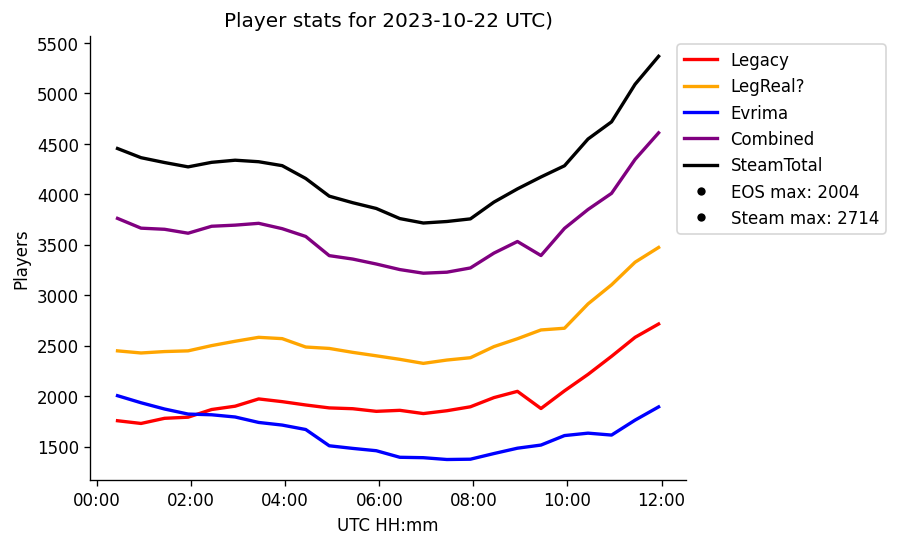 Player stats for 2023-10-22 UTC)
5500
5000
4500
4000
3500
3000
2500
2000
1500
Players
00:00 02:00 04:00 06:00 08:00 10:00 12:00
UTC HH:mm
Legacy
LegReal?
Evrima
Combined
SteamTotal
EOS max: 2004
Steam max: 2714